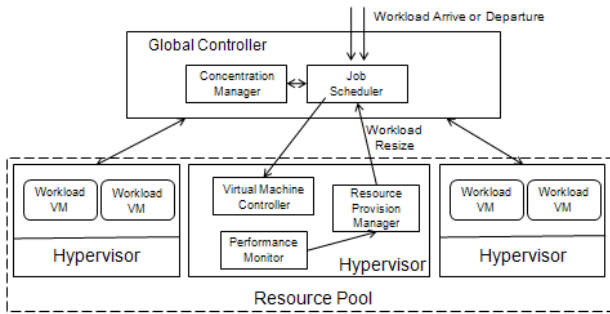 Workload Arrive or Departure
Global Controller
Concentration
Manager
Job
Scheduler
Workload
Resize
Workload
VM
Workload
VM
Hypervisor
Virtual Machine
Controller
Resource
Provision
Manager
Performance
Monitor
Hypervisor
Workload
VM
Workload
VM
Hypervisor
Resource Pool